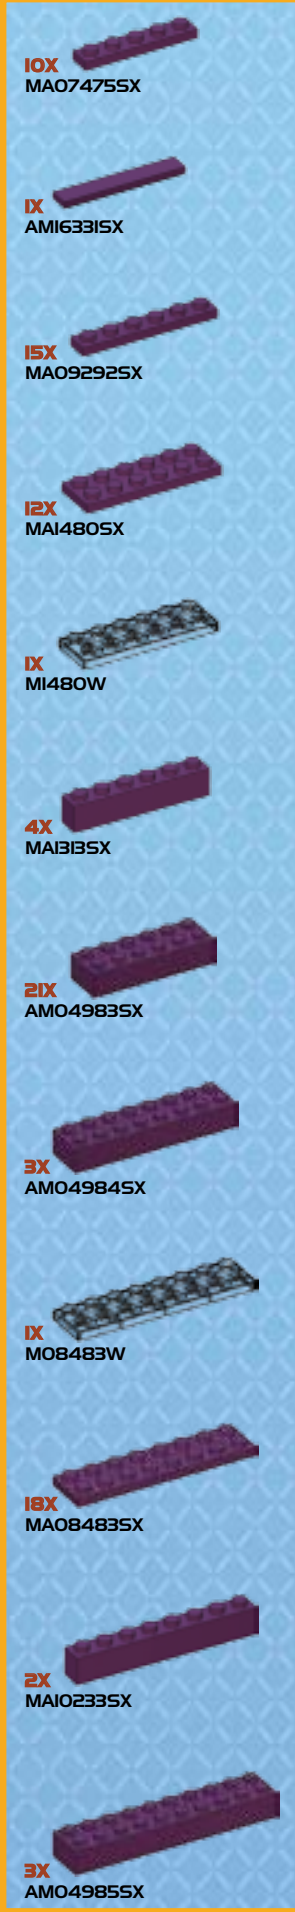 10X
MA07475SX
1X
AM16331SX
15X
MA09292SX
12X
MA1480SX
1X
M1480W
4X
MA1313SX
21X
AM04983SX
3X
AM04984SX
1X
M08483W
18X
MA08483SX
2X
MA10233SX
3X
AM04985SX